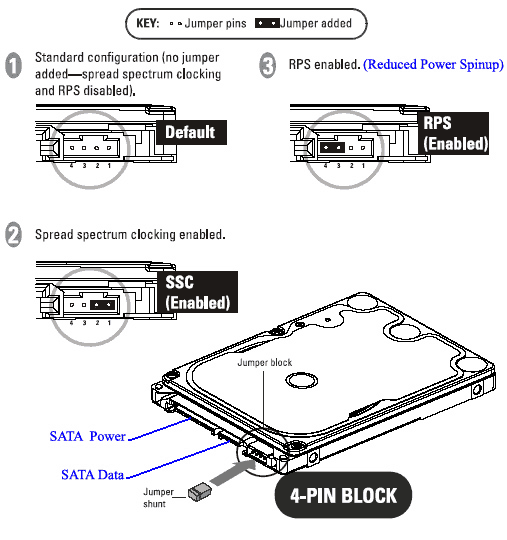 KEY: Jumper pins Jumper added
1
Standard configuration (no jumper
added—spread spectrum clocking
and RPS disabled).
Default
4 3 2 1
3
RPS enabled. (Reduced Power Spinup)
RPS
(Enabled)
4 3 2 1
2
Spread spectrum clocking enabled.
SSC
(Enabled)
4 3 2 1
Jumper block
SATA Power
SATA Data
Jumper
shunt
4-PIN BLOCK